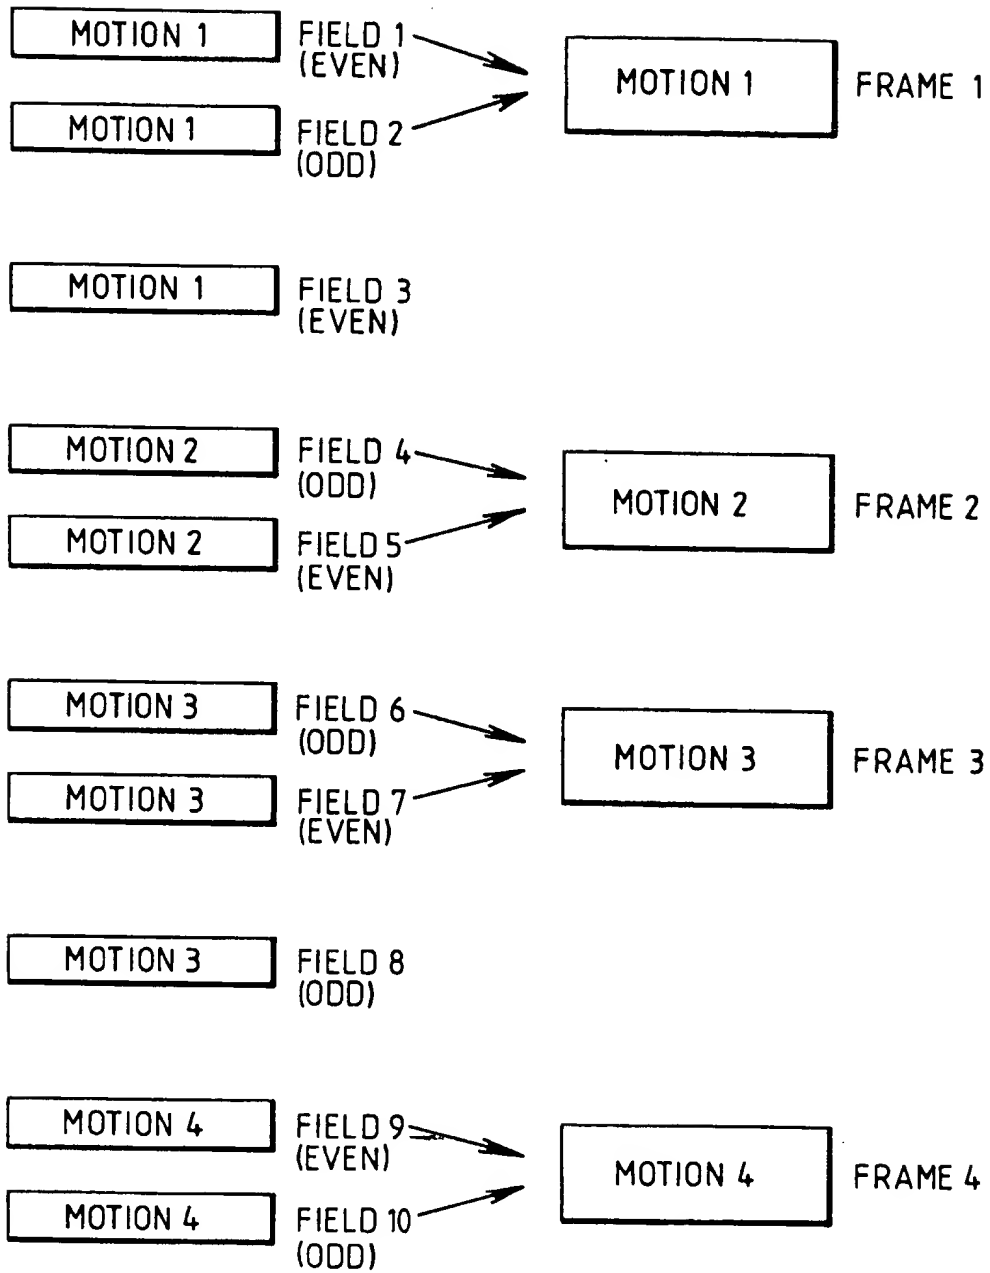 MOTION 1 FIELD 1
(EVEN)
MOTION 1 FRAME 1
MOTION 1 FIELD 2
(ODD)
MOTION 1 FIELD 3
(EVEN)
MOTION 2 FIELD 4
(ODD)
MOTION 2 FRAME 2
MOTION 2 FIELD 5
(EVEN)
MOTION 3 FIELD 6
(ODD)
MOTION 3 FRAME 3
MOTION 3 FIELD 7
(EVEN)
MOTION 3 FIELD 8
(ODD)
MOTION 4 FIELD 9
(EVEN)
MOTION 4 FRAME 4
MOTION 4 FIELD 10
(ODD)